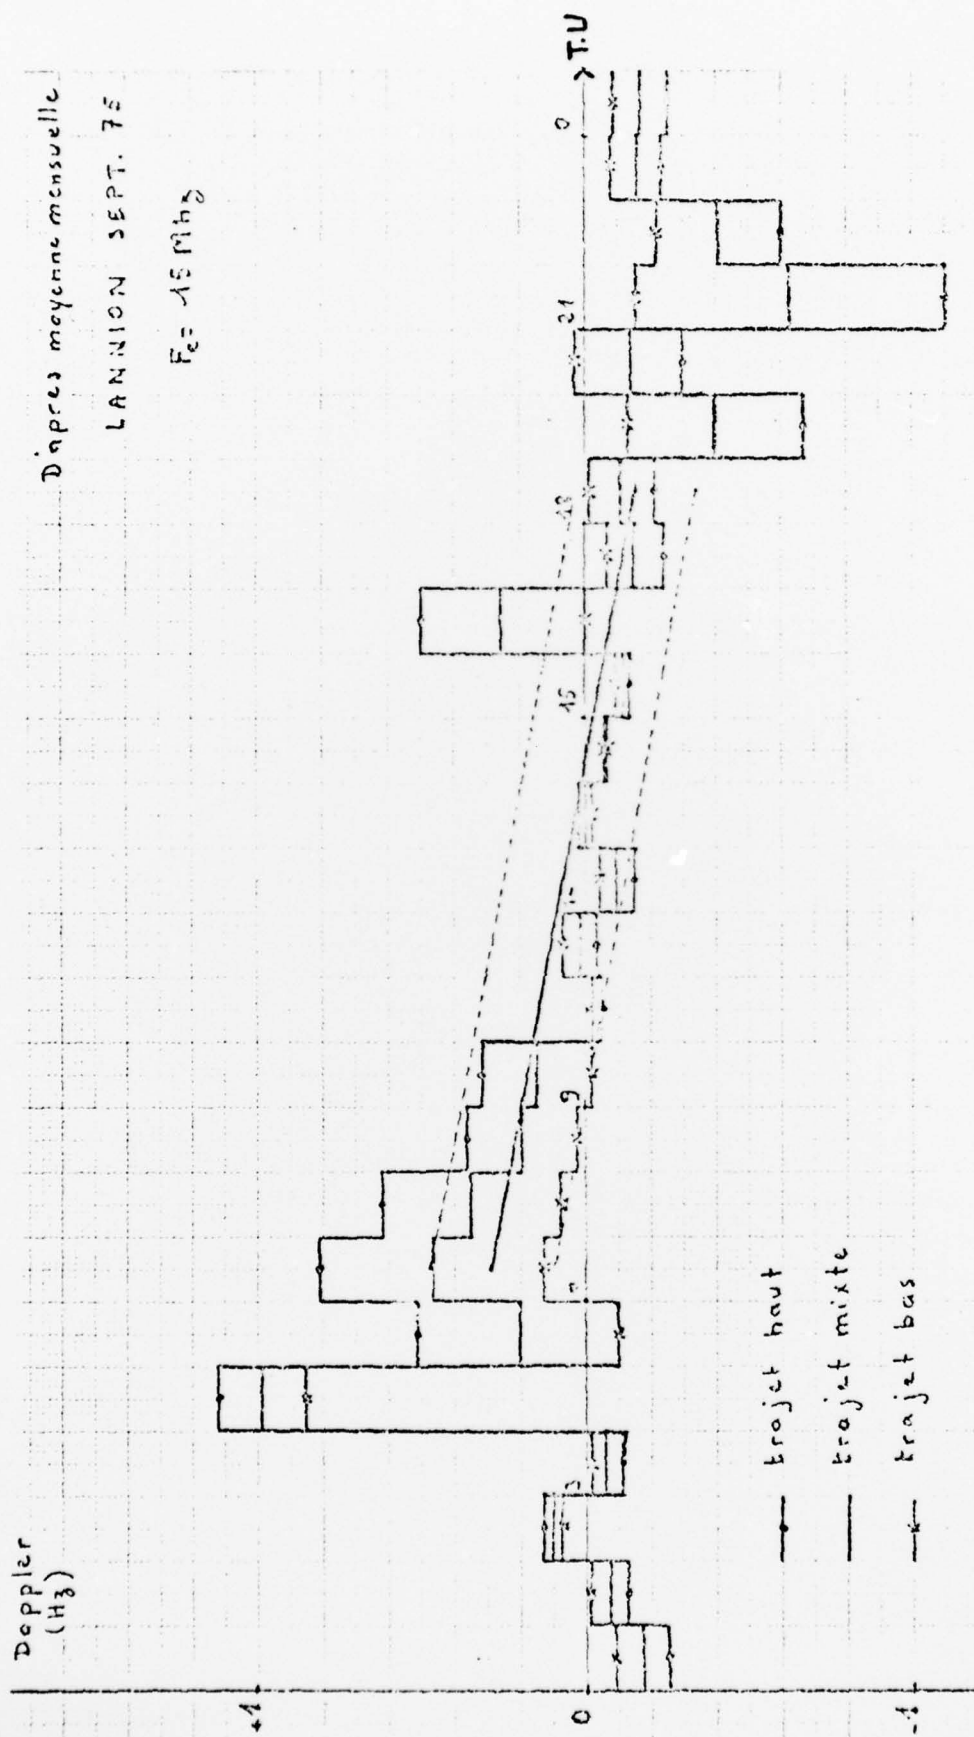 Doppler
(Hz)
D'apres moyenne mensuelle
LANNION SEPT. 75
Fc= 15 Mhz
+1
0
-1
3
9
15
18
21
0
T.U
trajet haut
trajet mixte
trajet bas